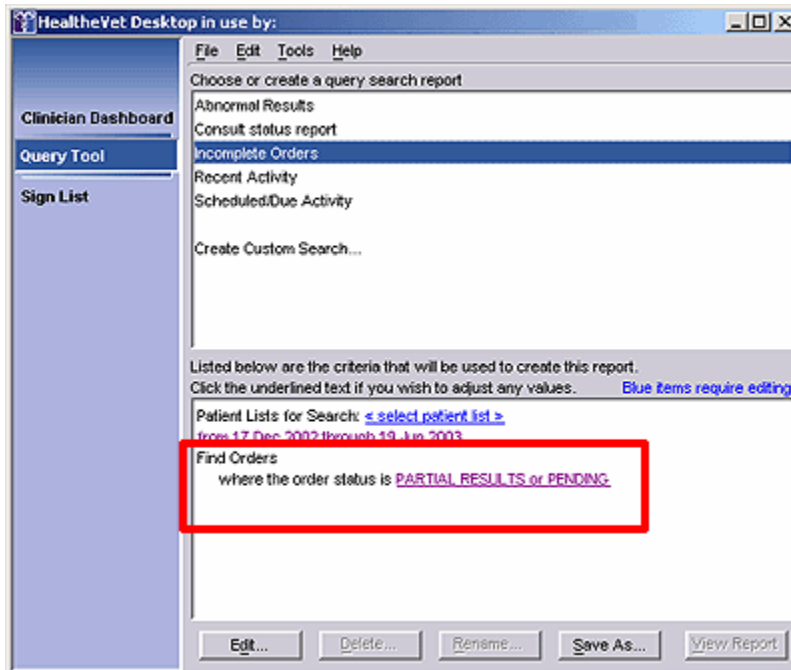 HealtheVet Desktop in use by:
File Edit Tools Help
Choose or create a query search report
Clinician Dashboard
Query Tool
Sign List
Abnormal Results
Consult status report
Incomplete Orders
Recent Activity
Scheduled/Due Activity
Create Custom Search...
Listed below are the criteria that will be used to create this report.
Click the underlined text if you wish to adjust any values. Blue items require editing
Patient Lists for Search: < select patient list >
from 17 Dec 2002 through 19 Jun 2003
Find Orders
where the order status is PARTIAL RESULTS or PENDING
Edit... Delete... Rename... Save As... View Report